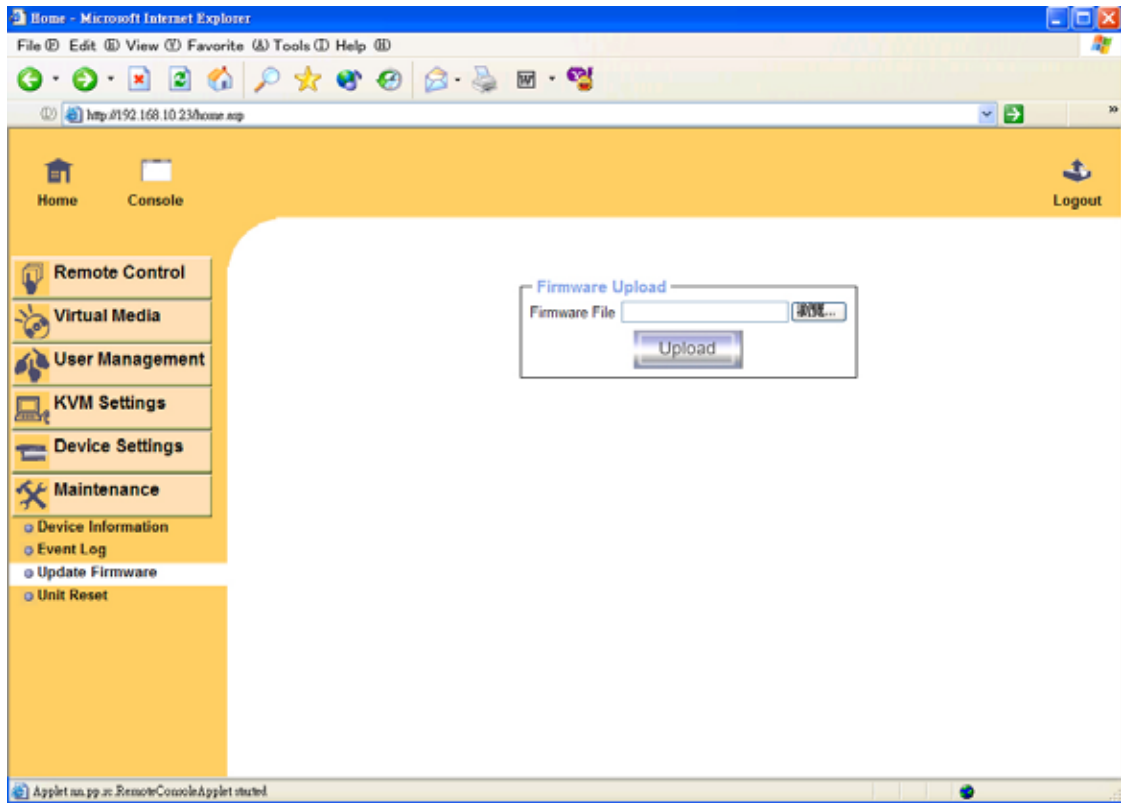 Home - Microsoft Internet Explorer
File (F) Edit (E) View (V) Favorite (A) Tools (T) Help (H)
(D) http://192.168.10.23/home.asp
Home
Console
Logout
Remote Control
Virtual Media
User Management
KVM Settings
Device Settings
Maintenance
Device Information
Event Log
Update Firmware
Unit Reset
Firmware Upload
Firmware File 瀏覽...
Upload
Applet nn.pp.rc.RemoteConsoleApplet started